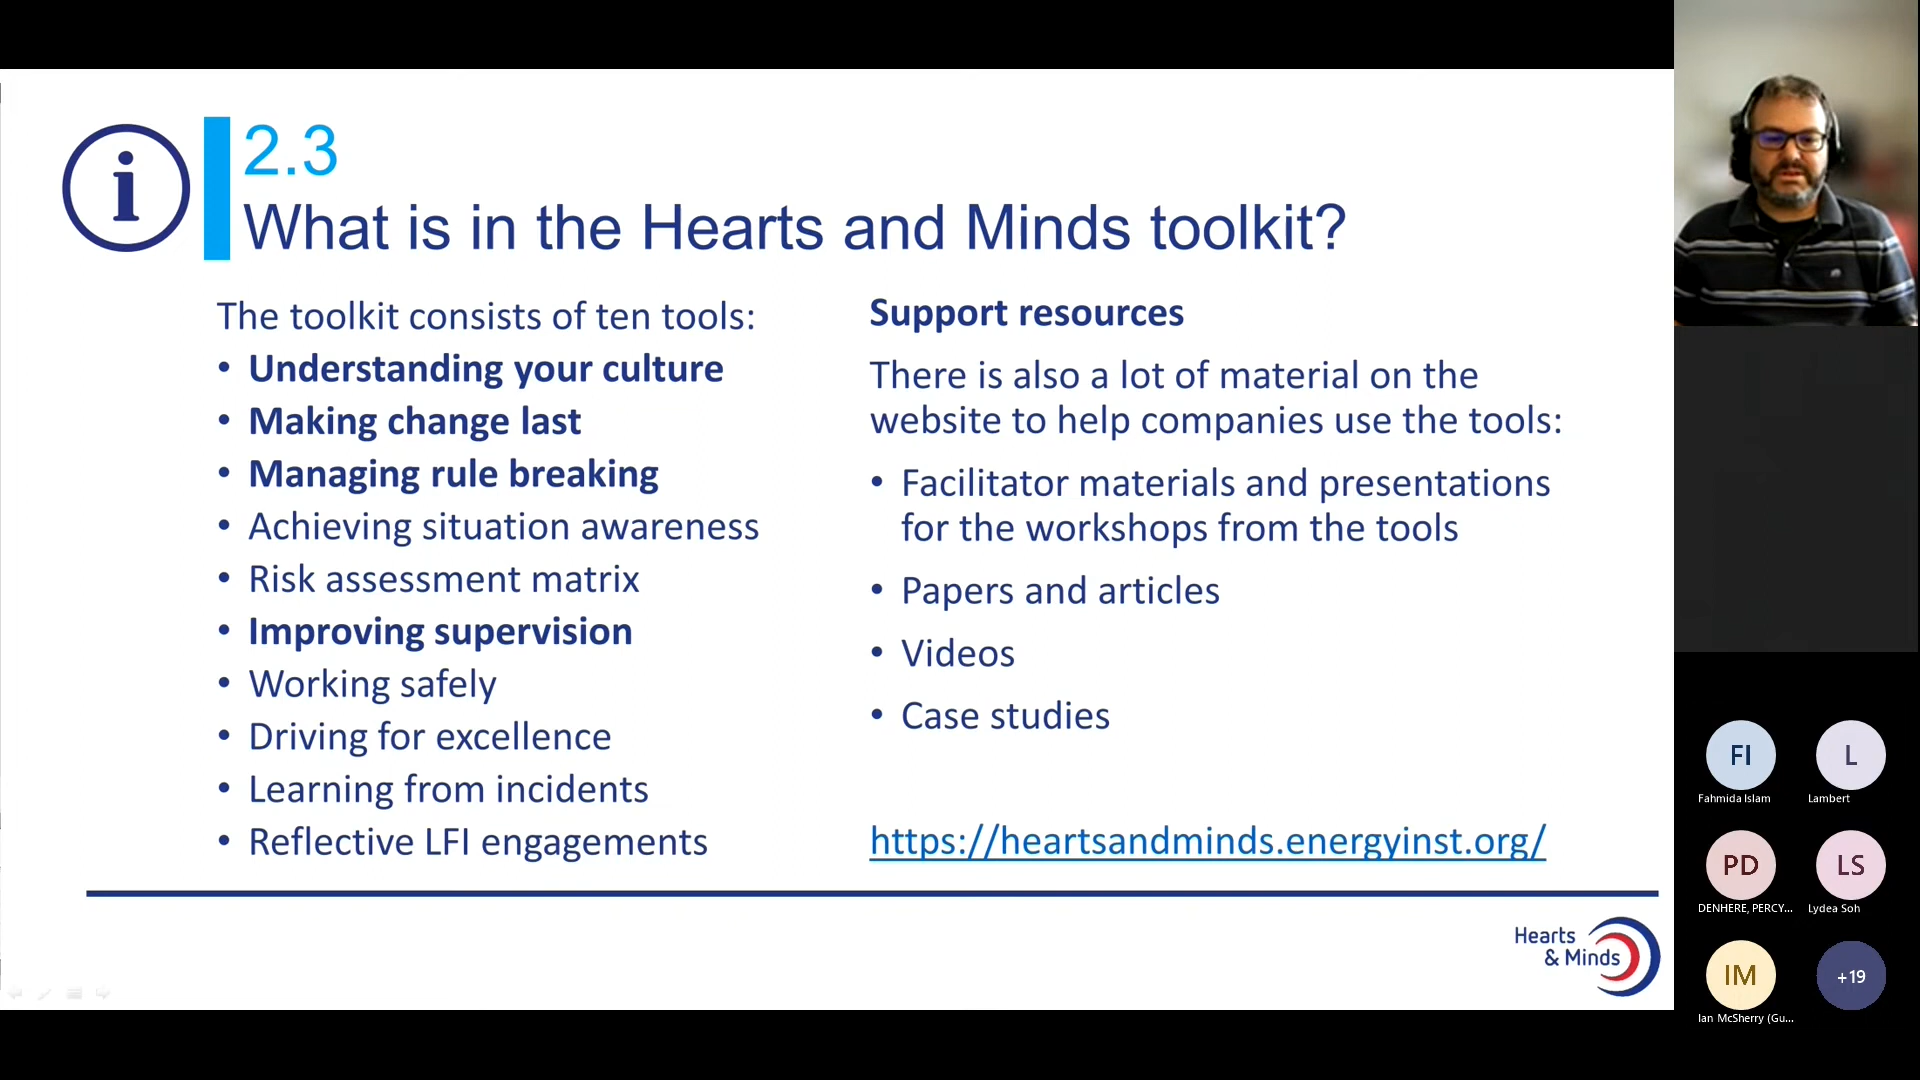 i
2.3
What is in the Hearts and Minds toolkit?
The toolkit consists of ten tools:
• Understanding your culture
• Making change last
• Managing rule breaking
• Achieving situation awareness
• Risk assessment matrix
• Improving supervision
• Working safely
• Driving for excellence
• Learning from incidents
• Reflective LFI engagements
Support resources
There is also a lot of material on the
website to help companies use the tools:
• Facilitator materials and presentations
for the workshops from the tools
• Papers and articles
• Videos
• Case studies
https://heartsandminds.energyinst.org/
Hearts
& Minds
FI
Fahmida Islam
L
Lambert
PD
DENHERE, PERCY...
LS
Lydea Soh
IM
Ian McSherry (Gu...
+19